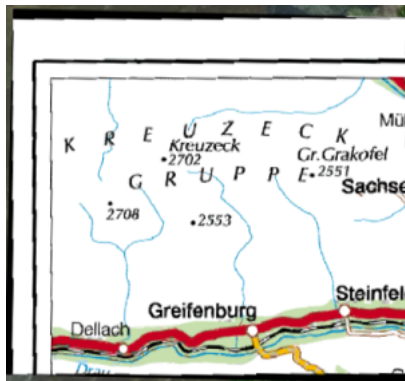 Mü
K R E U Z E C K
Kreuzeck
2702
Gr. Grakofel
2551
G R U P P E
Sachse
2708
2553
Steinfel
Greifenburg
Dellach
Drau